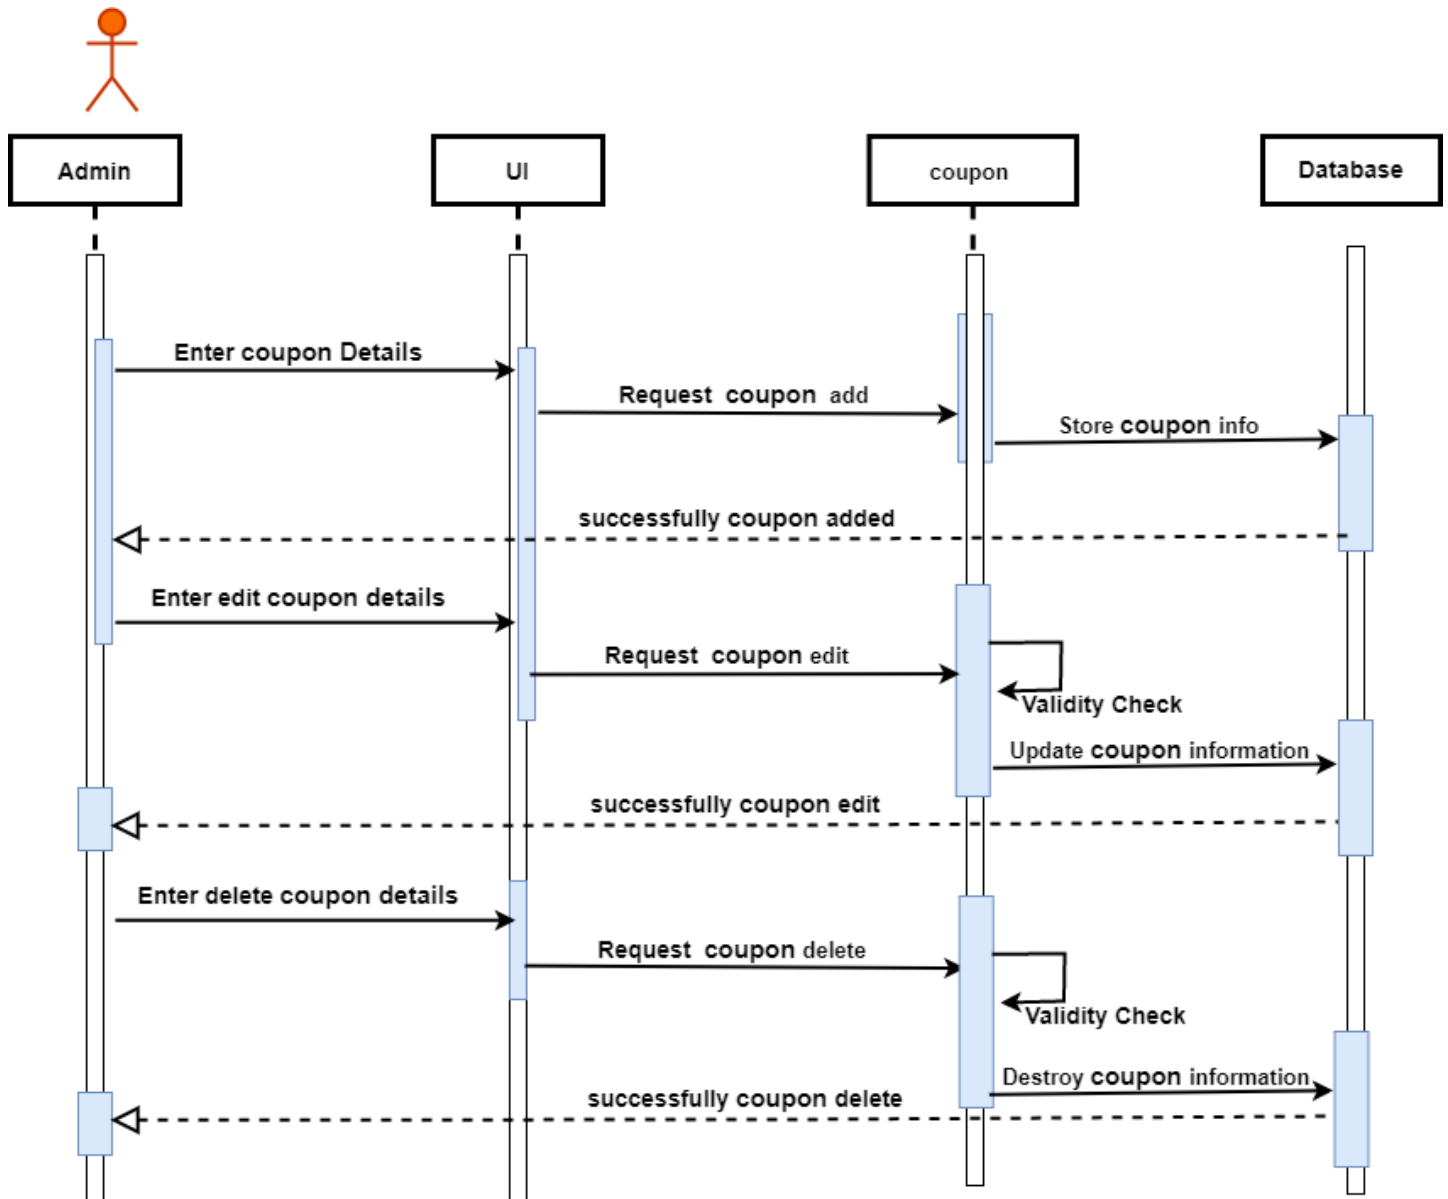 Admin
UI
coupon
Database
Enter coupon Details
Request coupon add
Store coupon info
successfully coupon added
Enter edit coupon details
Request coupon edit
Validity Check
Update coupon information
successfully coupon edit
Enter delete coupon details
Request coupon delete
Validity Check
Destroy coupon information
successfully coupon delete